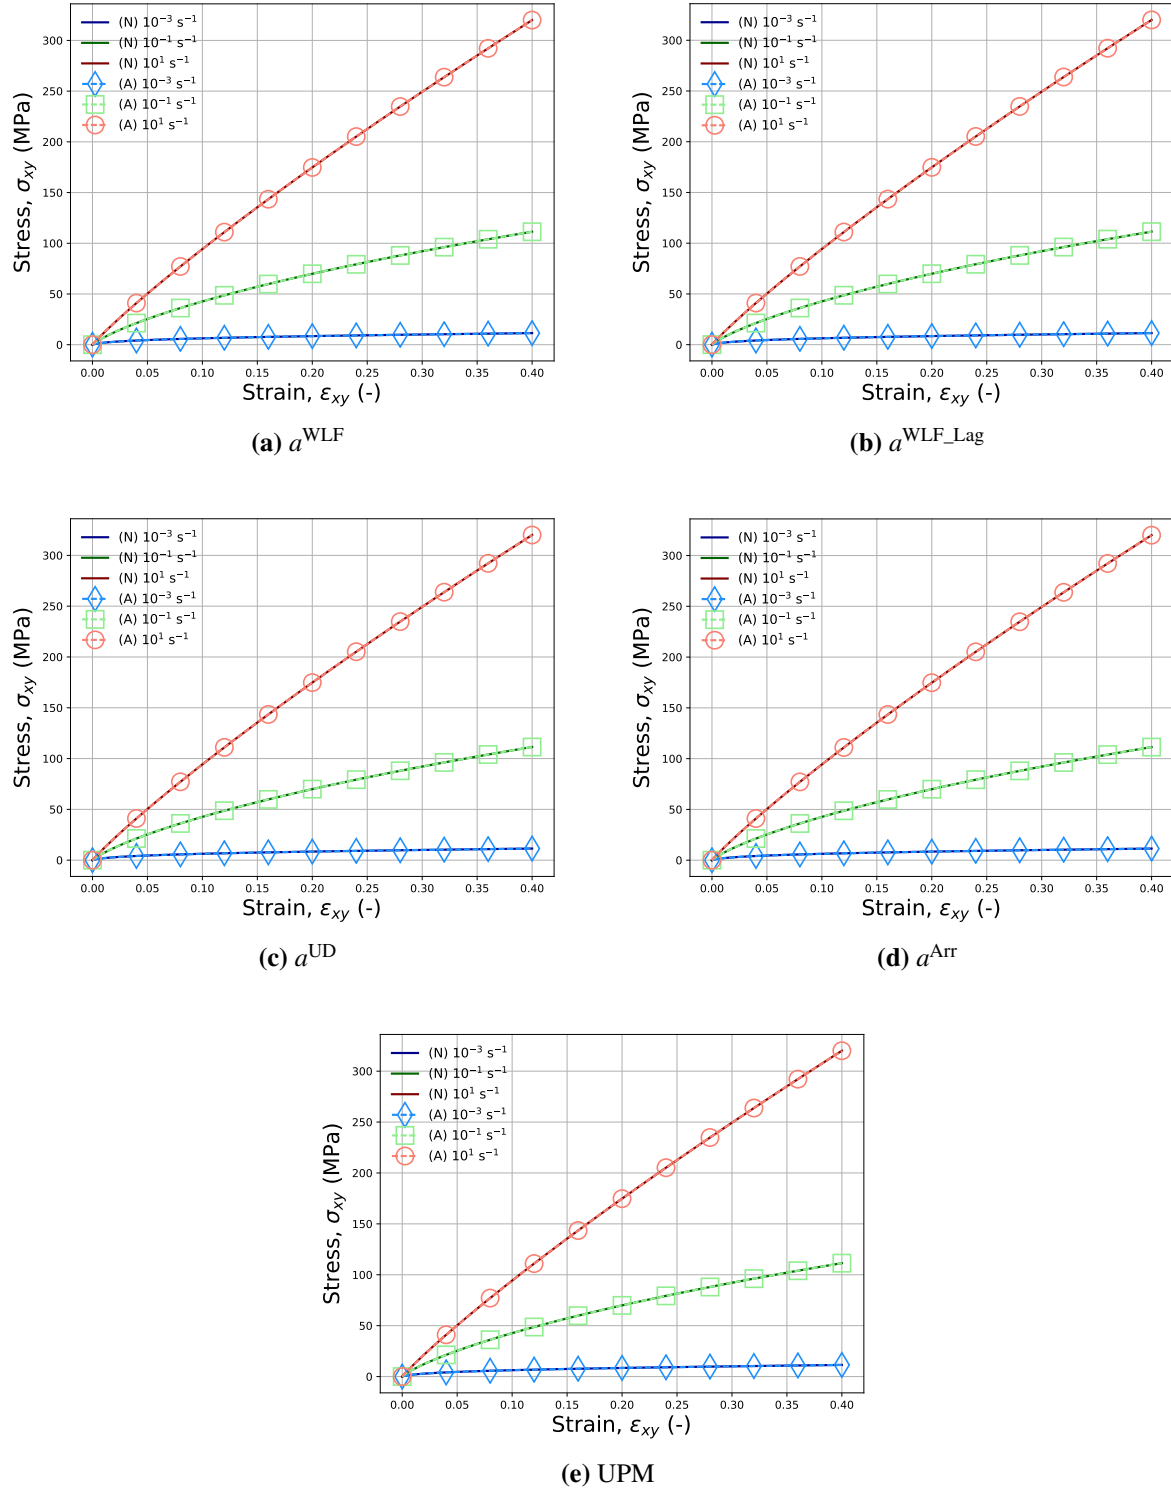 (N) 10⁻³ s⁻¹
(N) 10⁻¹ s⁻¹
(N) 10¹ s⁻¹
(A) 10⁻³ s⁻¹
(A) 10⁻¹ s⁻¹
(A) 10¹ s⁻¹
Stress, σxy (MPa)
300
250
200
150
100
50
0
0.00 0.05 0.10 0.15 0.20 0.25 0.30 0.35 0.40
Strain, εxy (-)
(a) a^WLF
(N) 10⁻³ s⁻¹
(N) 10⁻¹ s⁻¹
(N) 10¹ s⁻¹
(A) 10⁻³ s⁻¹
(A) 10⁻¹ s⁻¹
(A) 10¹ s⁻¹
Stress, σxy (MPa)
300
250
200
150
100
50
0
0.00 0.05 0.10 0.15 0.20 0.25 0.30 0.35 0.40
Strain, εxy (-)
(b) a^WLF_Lag
(N) 10⁻³ s⁻¹
(N) 10⁻¹ s⁻¹
(N) 10¹ s⁻¹
(A) 10⁻³ s⁻¹
(A) 10⁻¹ s⁻¹
(A) 10¹ s⁻¹
Stress, σxy (MPa)
300
250
200
150
100
50
0
0.00 0.05 0.10 0.15 0.20 0.25 0.30 0.35 0.40
Strain, εxy (-)
(c) a^UD
(N) 10⁻³ s⁻¹
(N) 10⁻¹ s⁻¹
(N) 10¹ s⁻¹
(A) 10⁻³ s⁻¹
(A) 10⁻¹ s⁻¹
(A) 10¹ s⁻¹
Stress, σxy (MPa)
300
250
200
150
100
50
0
0.00 0.05 0.10 0.15 0.20 0.25 0.30 0.35 0.40
Strain, εxy (-)
(d) a^Arr
(N) 10⁻³ s⁻¹
(N) 10⁻¹ s⁻¹
(N) 10¹ s⁻¹
(A) 10⁻³ s⁻¹
(A) 10⁻¹ s⁻¹
(A) 10¹ s⁻¹
Stress, σxy (MPa)
300
250
200
150
100
50
0
0.00 0.05 0.10 0.15 0.20 0.25 0.30 0.35 0.40
Strain, εxy (-)
(e) UPM